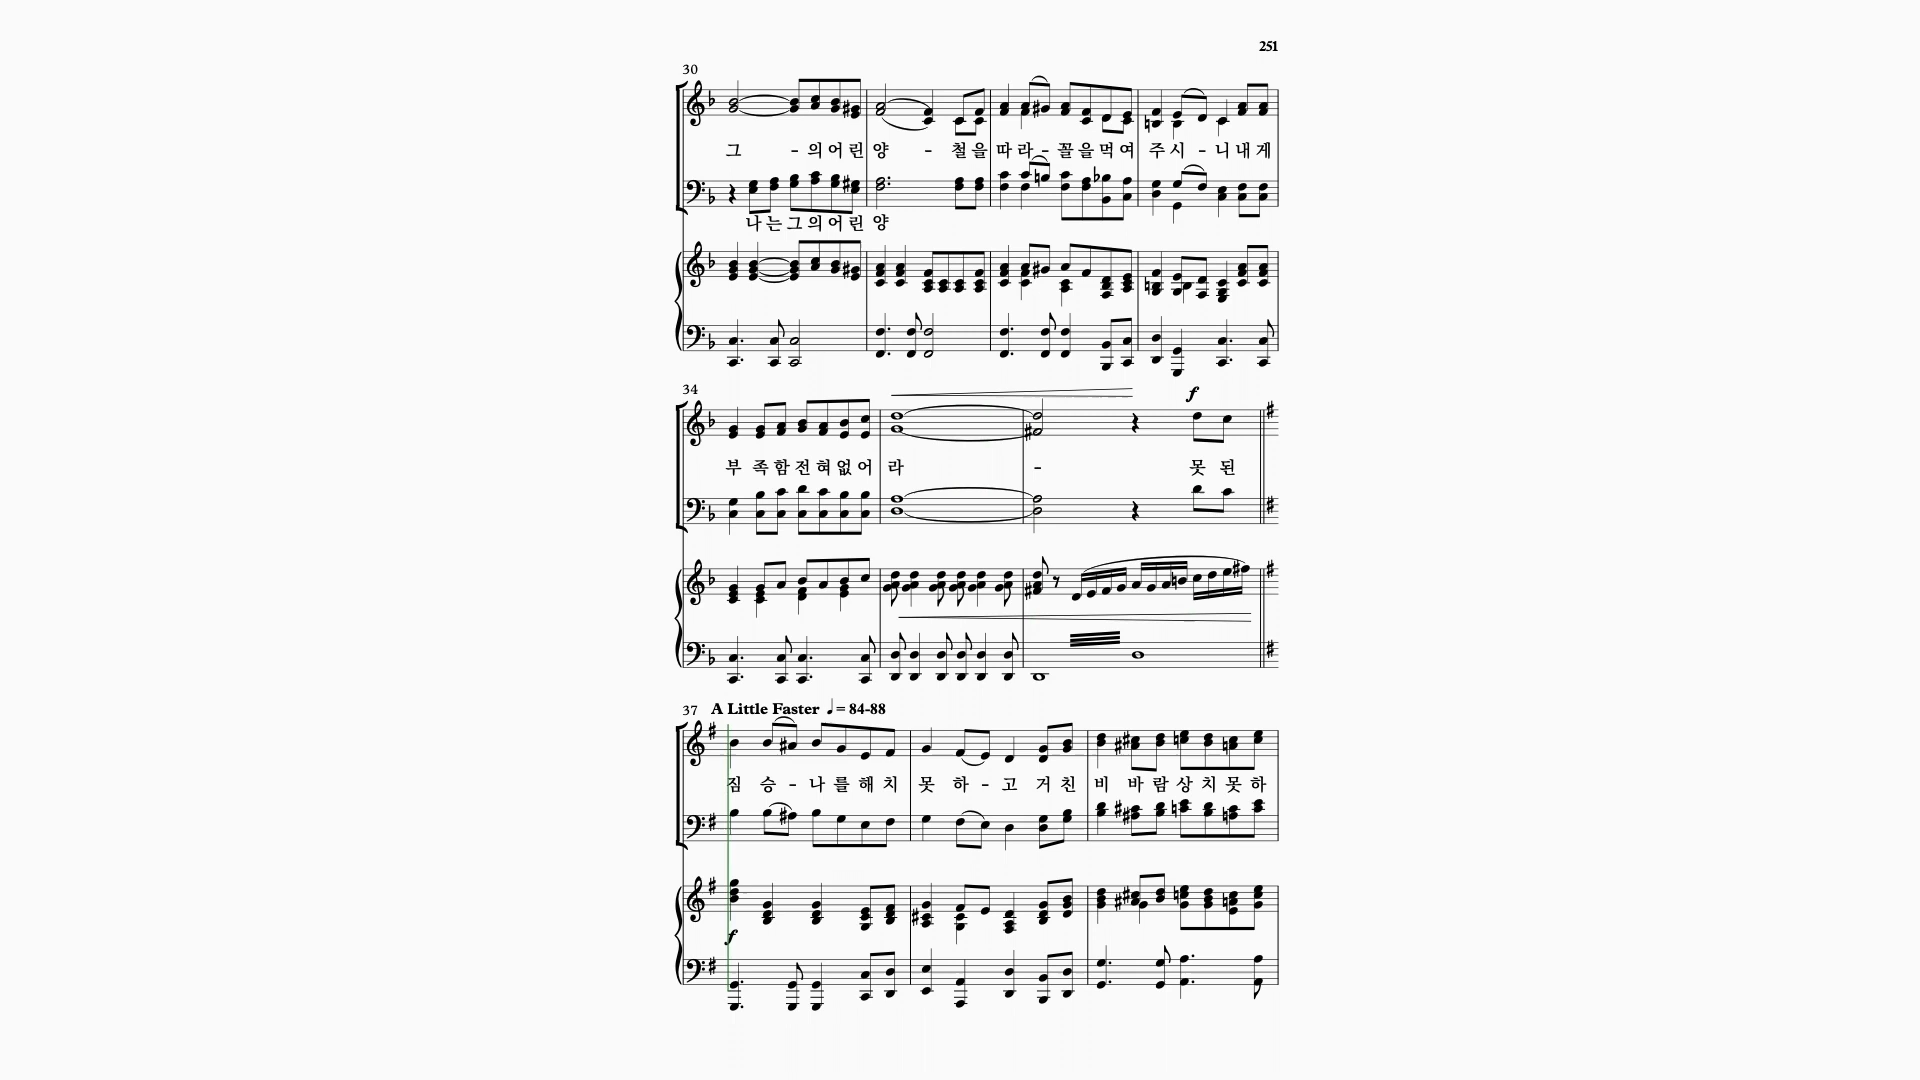 251
30
그 - 의 어 린 양 - 철 을 따 라 - 꼴 을 먹 여 주 시 - 니 내 게
나 는 그 의 어 린 양
34
f
부 족 함 전 혀 없 어 라 - 못 된
37 A Little Faster ♩= 84-88
짐 승 - 나 를 해 치 못 하 - 고 거 친 비 바 람 상 치 못 하
f